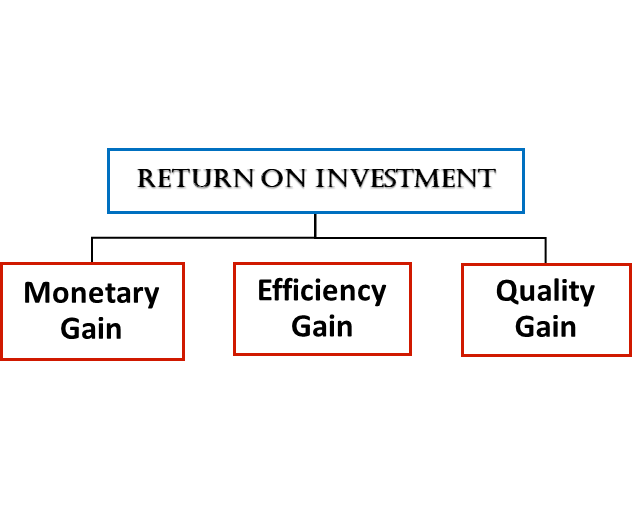 RETURN ON INVESTMENT
Monetary
Gain
Efficiency
Gain
Quality
Gain